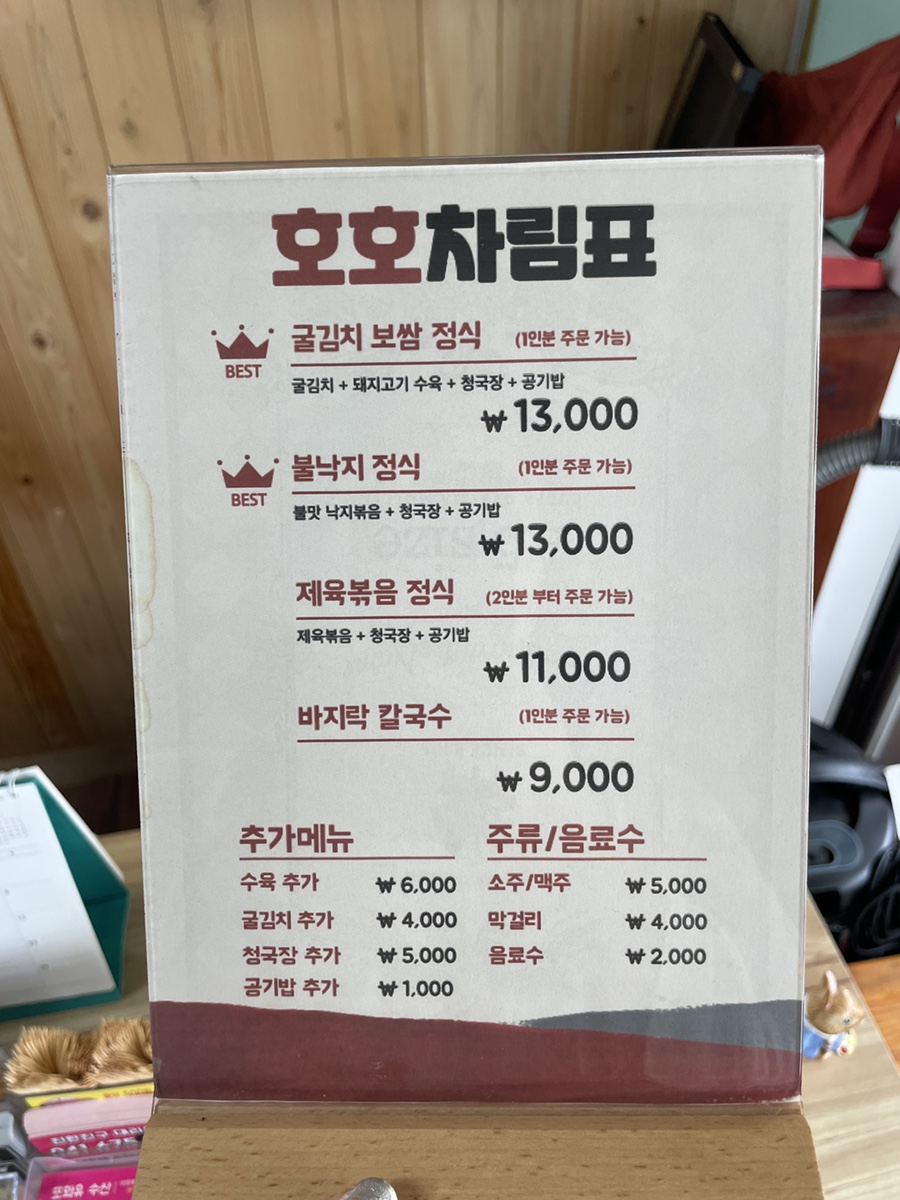 호호차림표
BEST
굴김치 보쌈 정식 (1인분 주문 가능)
굴김치 + 돼지고기 수육 + 청국장 + 공기밥
₩ 13,000
BEST
불낙지 정식 (1인분 주문 가능)
불맛 낙지볶음 + 청국장 + 공기밥
₩ 13,000
제육볶음 정식 (2인분 부터 주문 가능)
제육볶음 + 청국장 + 공기밥
₩ 11,000
바지락 칼국수 (1인분 주문 가능)
₩ 9,000
추가메뉴
수육 추가 ₩ 6,000
굴김치 추가 ₩ 4,000
청국장 추가 ₩ 5,000
공기밥 추가 ₩ 1,000
주류/음료수
소주/맥주 ₩ 5,000
막걸리 ₩ 4,000
음료수 ₩ 2,000